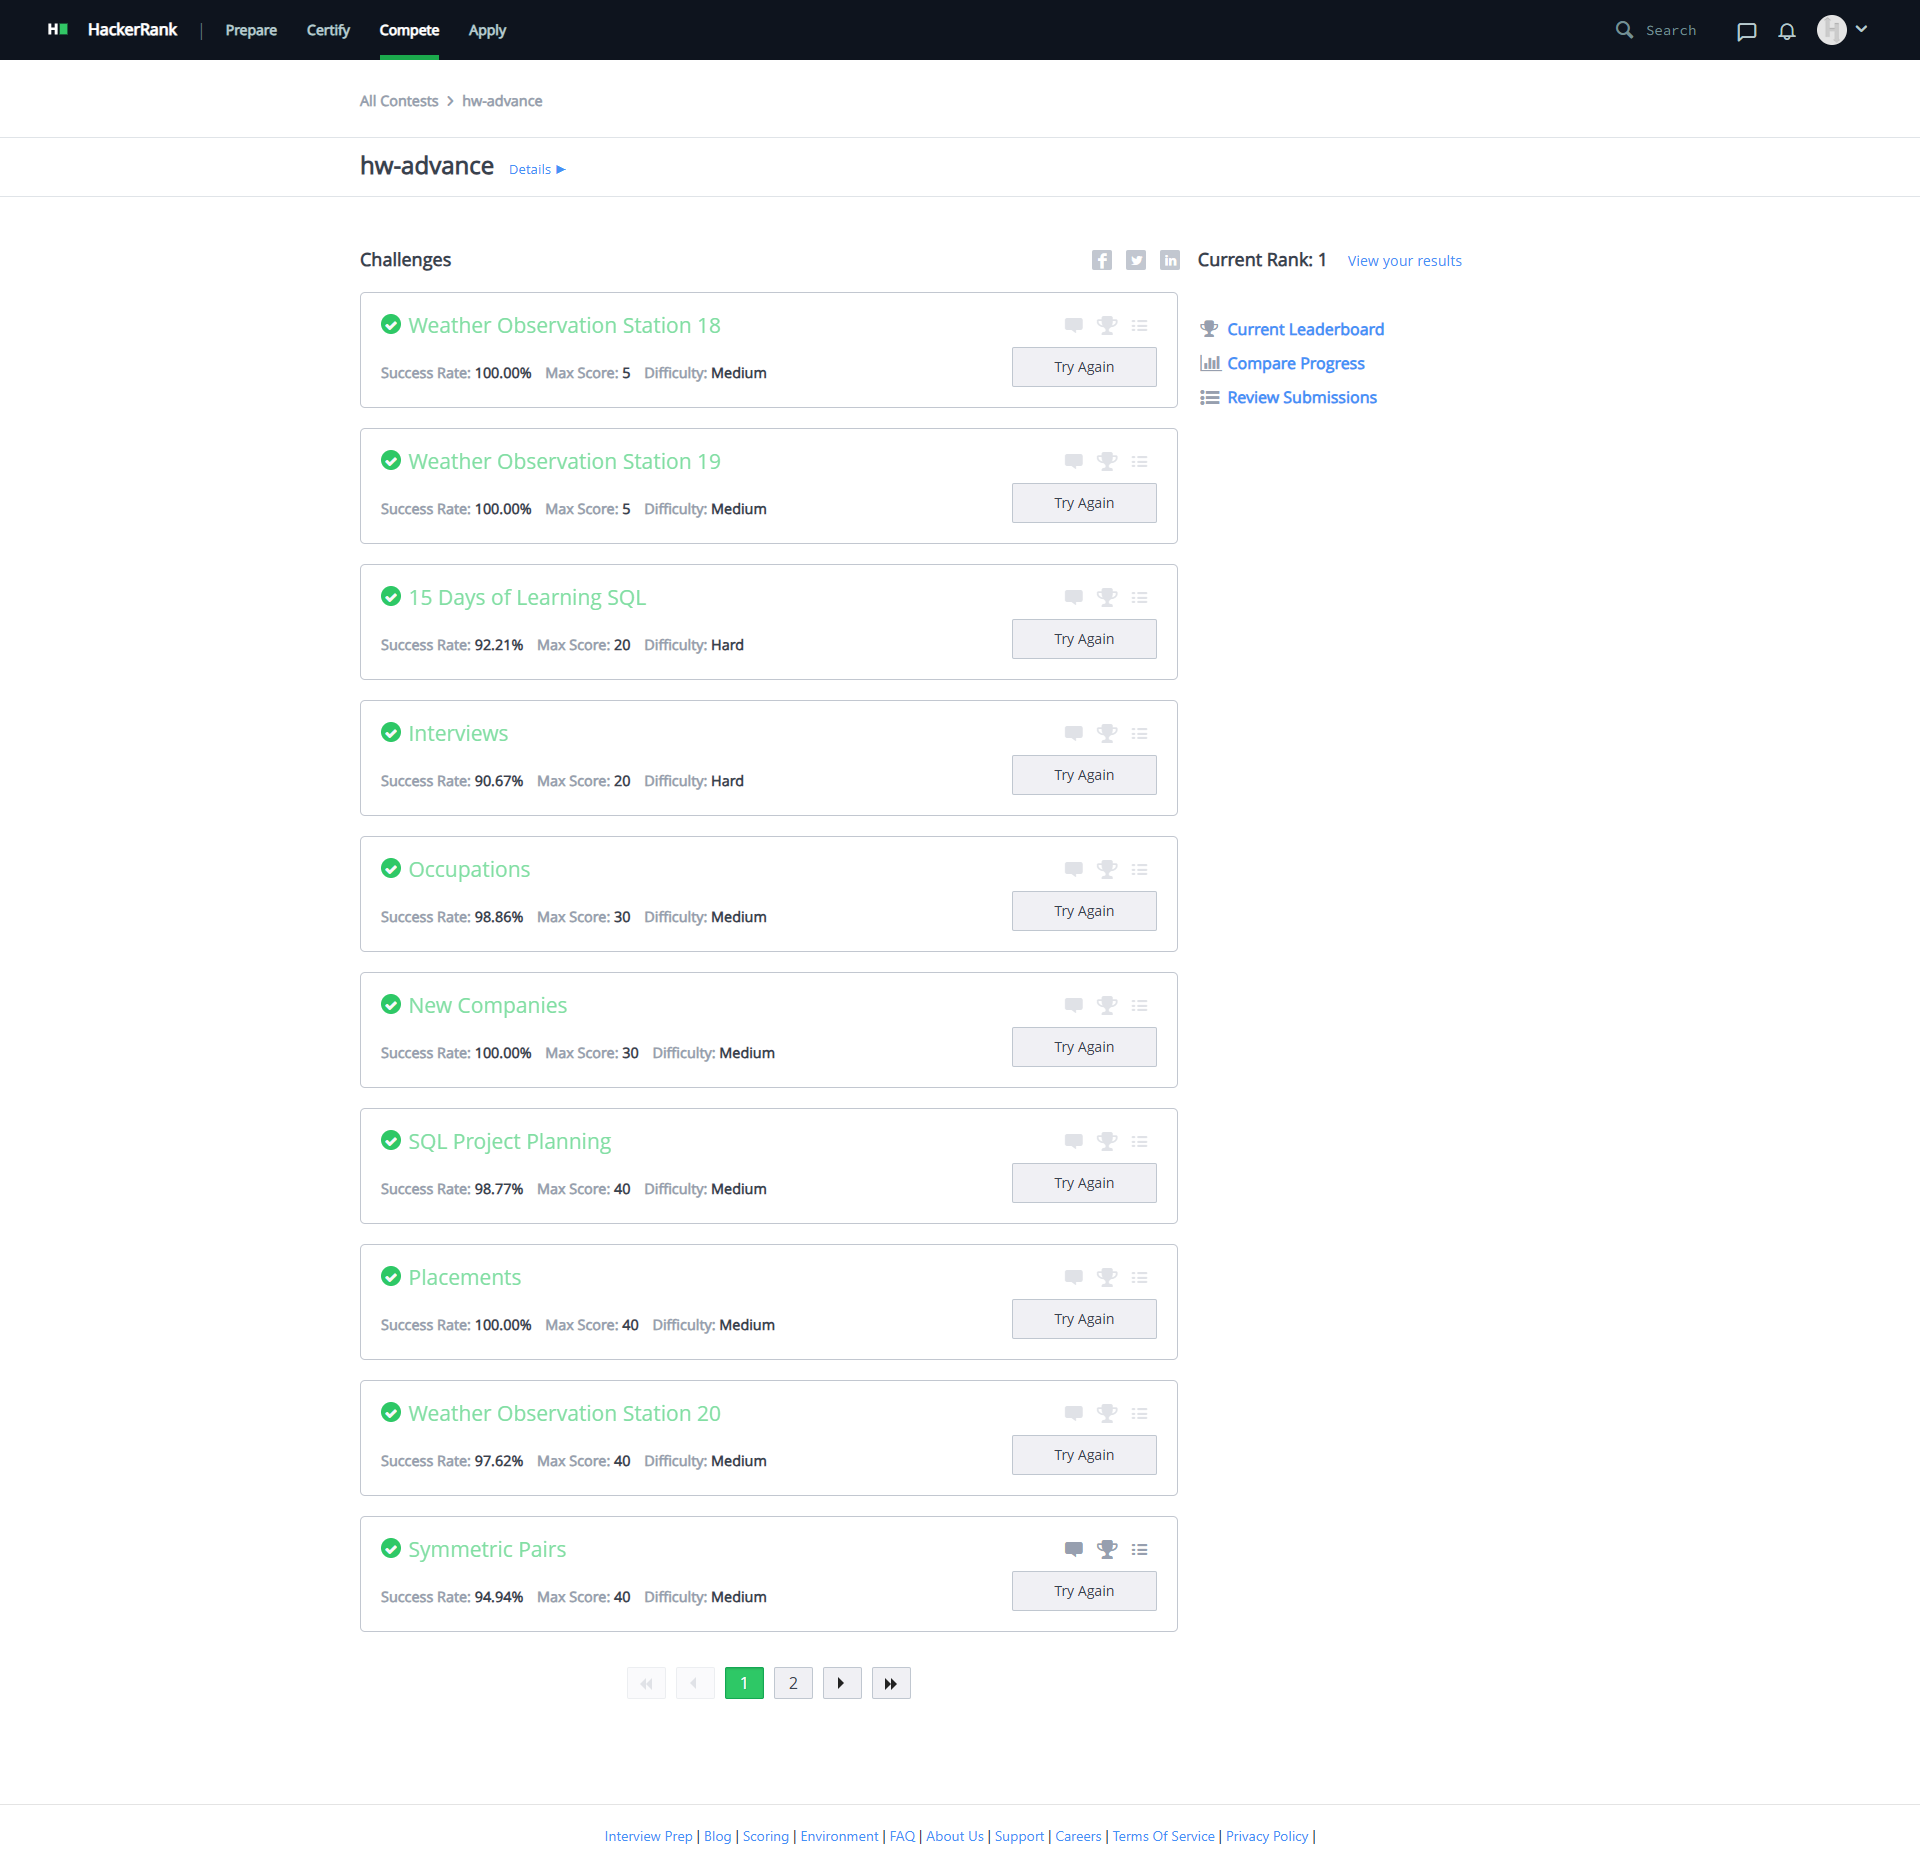 HackerRank | Prepare Certify Compete Apply Search
All Contests > hw-advance
hw-advance Details ▶
Challenges
Current Rank: 1 View your results
Weather Observation Station 18
Success Rate: 100.00% Max Score: 5 Difficulty: Medium
Try Again
Current Leaderboard
Compare Progress
Review Submissions
Weather Observation Station 19
Success Rate: 100.00% Max Score: 5 Difficulty: Medium
Try Again
15 Days of Learning SQL
Success Rate: 92.21% Max Score: 20 Difficulty: Hard
Try Again
Interviews
Success Rate: 90.67% Max Score: 20 Difficulty: Hard
Try Again
Occupations
Success Rate: 98.86% Max Score: 30 Difficulty: Medium
Try Again
New Companies
Success Rate: 100.00% Max Score: 30 Difficulty: Medium
Try Again
SQL Project Planning
Success Rate: 98.77% Max Score: 40 Difficulty: Medium
Try Again
Placements
Success Rate: 100.00% Max Score: 40 Difficulty: Medium
Try Again
Weather Observation Station 20
Success Rate: 97.62% Max Score: 40 Difficulty: Medium
Try Again
Symmetric Pairs
Success Rate: 94.94% Max Score: 40 Difficulty: Medium
Try Again
1 2
Interview Prep | Blog | Scoring | Environment | FAQ | About Us | Support | Careers | Terms Of Service | Privacy Policy |